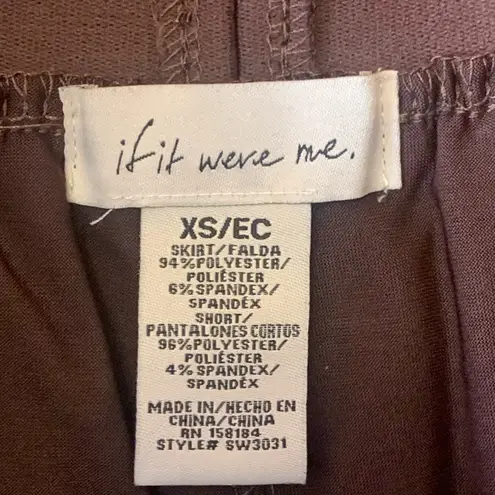 if it were me.
XS/EC
SKIRT/FALDA
94%POLYESTER/
POLIÉSTER
6%SPANDEX/
SPANDÉX
SHORT/
PANTALONES CORTOS
96%POLYESTER/
POLIÉSTER
4%SPANDEX/
SPANDÉX
MADE IN/HECHO EN
CHINA/CHINA
RN 158184
STYLE# SW3031